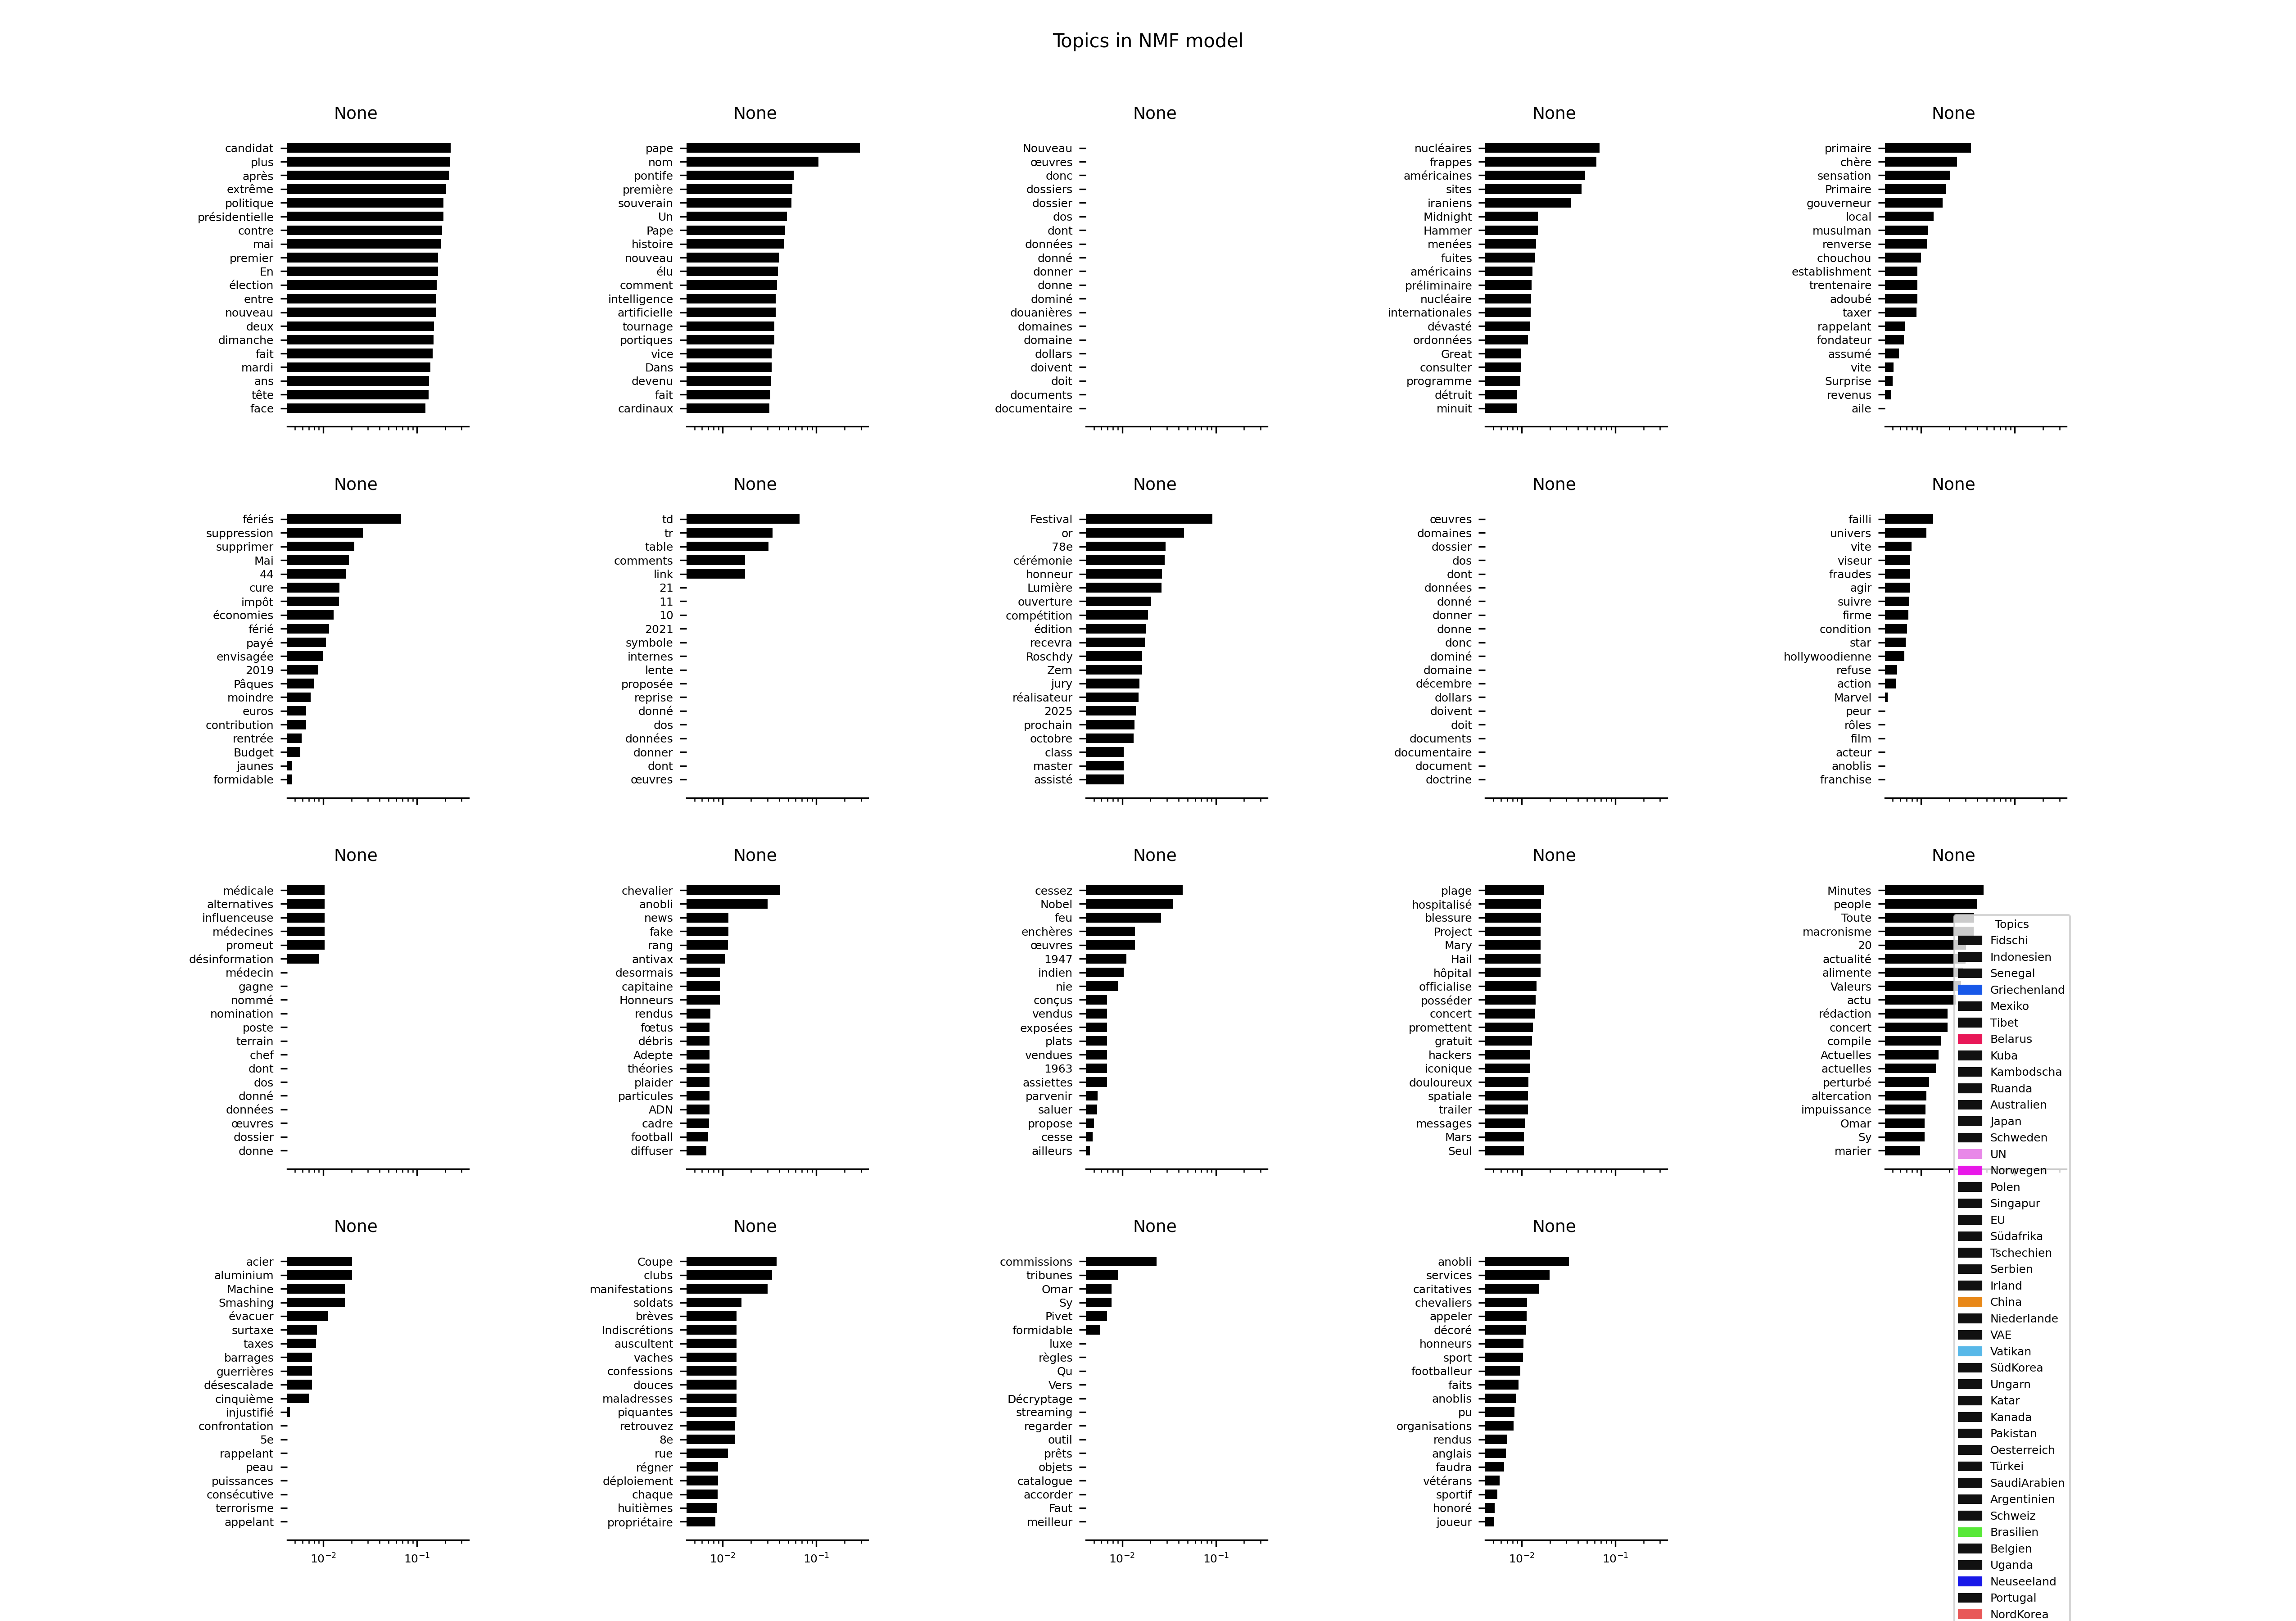 Topics in NMF model
None
candidat
plus
après
extrême
politique
présidentielle
contre
mai
premier
En
élection
entre
nouveau
deux
dimanche
fait
mardi
ans
tête
face
None
pape
nom
pontife
première
souverain
Un
Pape
histoire
nouveau
élu
comment
intelligence
artificielle
tournage
portiques
vice
Dans
devenu
fait
cardinaux
None
Nouveau
œuvres
donc
dossiers
dossier
dos
dont
données
donné
donner
donne
dominé
douanières
domaines
domaine
dollars
doivent
doit
documents
documentaire
None
nucléaires
frappes
américaines
sites
iraniens
Midnight
Hammer
menées
fuites
américains
préliminaire
nucléaire
internationales
dévasté
ordonnées
Great
consulter
programme
détruit
minuit
None
primaire
chère
sensation
Primaire
gouverneur
local
musulman
renverse
chouchou
establishment
trentenaire
adoubé
taxer
rappelant
fondateur
assumé
vite
Surprise
revenus
aile
None
fériés
suppression
supprimer
Mai
44
cure
impôt
économies
férié
payé
envisagée
2019
Pâques
moindre
euros
contribution
rentrée
Budget
jaunes
formidable
None
td
tr
table
comments
link
21
11
10
2021
symbole
internes
lente
proposée
reprise
donné
dos
données
donner
dont
œuvres
None
Festival
or
78e
cérémonie
honneur
Lumière
ouverture
compétition
édition
recevra
Roschdy
Zem
jury
réalisateur
2025
prochain
octobre
class
master
assisté
None
œuvres
domaines
dossier
dos
dont
données
donné
donner
donne
donc
dominé
domaine
décembre
dollars
doivent
doit
documents
documentaire
document
doctrine
None
failli
univers
vite
viseur
fraudes
agir
suivre
firme
condition
star
hollywoodienne
refuse
action
Marvel
peur
rôles
film
acteur
anoblis
franchise
None
médicale
alternatives
influenceuse
médecines
promeut
désinformation
médecin
gagne
nommé
nomination
poste
terrain
chef
dont
dos
donné
données
œuvres
dossier
donne
None
chevalier
anobli
news
fake
rang
antivax
desormais
capitaine
Honneurs
rendus
fœtus
débris
Adepte
théories
plaider
particules
ADN
cadre
football
diffuser
None
cessez
Nobel
feu
enchères
œuvres
1947
indien
nie
conçus
vendus
exposées
plats
vendues
1963
assiettes
parvenir
saluer
propose
cesse
ailleurs
None
plage
hospitalisé
blessure
Project
Mary
Hail
hôpital
officialise
posséder
concert
promettent
gratuit
hackers
iconique
douloureux
spatiale
trailer
messages
Mars
Seul
None
Minutes
people
Toute
macronisme
20
actualité
alimente
Valeurs
actu
rédaction
concert
compile
Actuelles
actuelles
perturbé
altercation
impuissance
Omar
Sy
marier
None
acier
aluminium
Machine
Smashing
évacuer
surtaxe
taxes
barrages
guerrières
désescalade
cinquième
injustifié
confrontation
5e
rappelant
peau
puissances
consécutive
terrorisme
appelant
10⁻² 10⁻¹
None
Coupe
clubs
manifestations
soldats
brèves
Indiscrétions
auscultent
vaches
confessions
douces
maladresses
piquantes
retrouvez
8e
rue
régner
déploiement
chaque
huitièmes
propriétaire
10⁻² 10⁻¹
None
commissions
tribunes
Omar
Sy
Pivet
formidable
luxe
règles
Qu
Vers
Décryptage
streaming
regarder
outil
prêts
objets
catalogue
accorder
Faut
meilleur
10⁻² 10⁻¹
None
anobli
services
caritatives
chevaliers
appeler
décoré
honneurs
sport
footballeur
faits
anoblis
pu
organisations
rendus
anglais
faudra
vétérans
sportif
honoré
joueur
10⁻² 10⁻¹
Topics
Fidschi
Indonesien
Senegal
Griechenland
Mexiko
Tibet
Belarus
Kuba
Kambodscha
Ruanda
Australien
Japan
Schweden
UN
Norwegen
Polen
Singapur
EU
Südafrika
Tschechien
Serbien
Irland
China
Niederlande
VAE
Vatikan
SüdKorea
Ungarn
Katar
Kanada
Pakistan
Oesterreich
Türkei
SaudiArabien
Argentinien
Schweiz
Brasilien
Belgien
Uganda
Neuseeland
Portugal
NordKorea